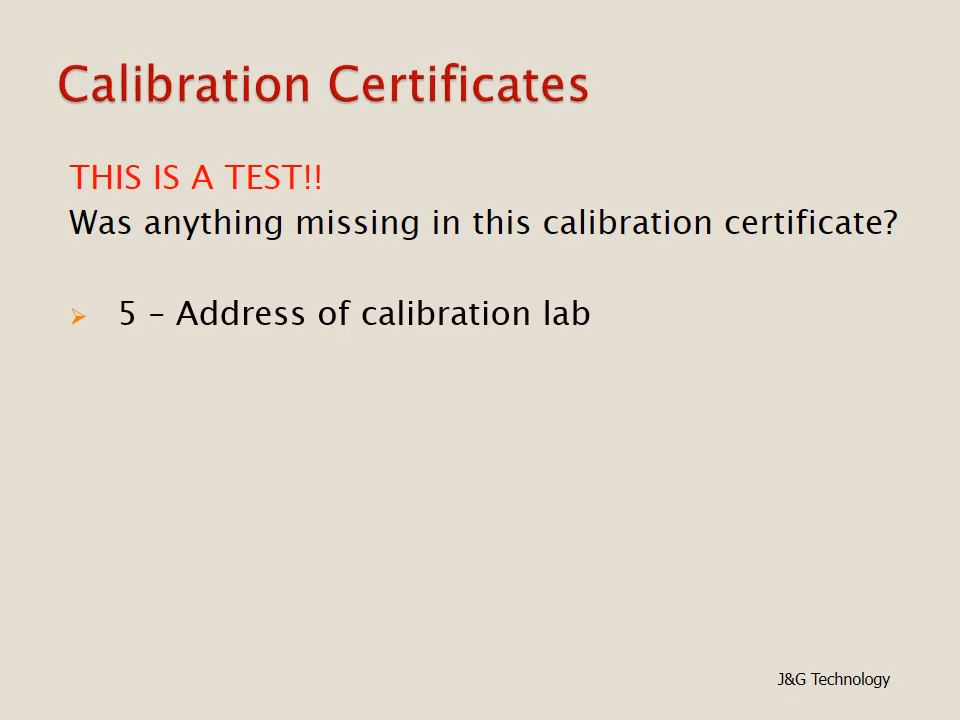 Calibration Certificates
THIS IS A TEST!!
Was anything missing in this calibration certificate?
5 – Address of calibration lab
J&G Technology